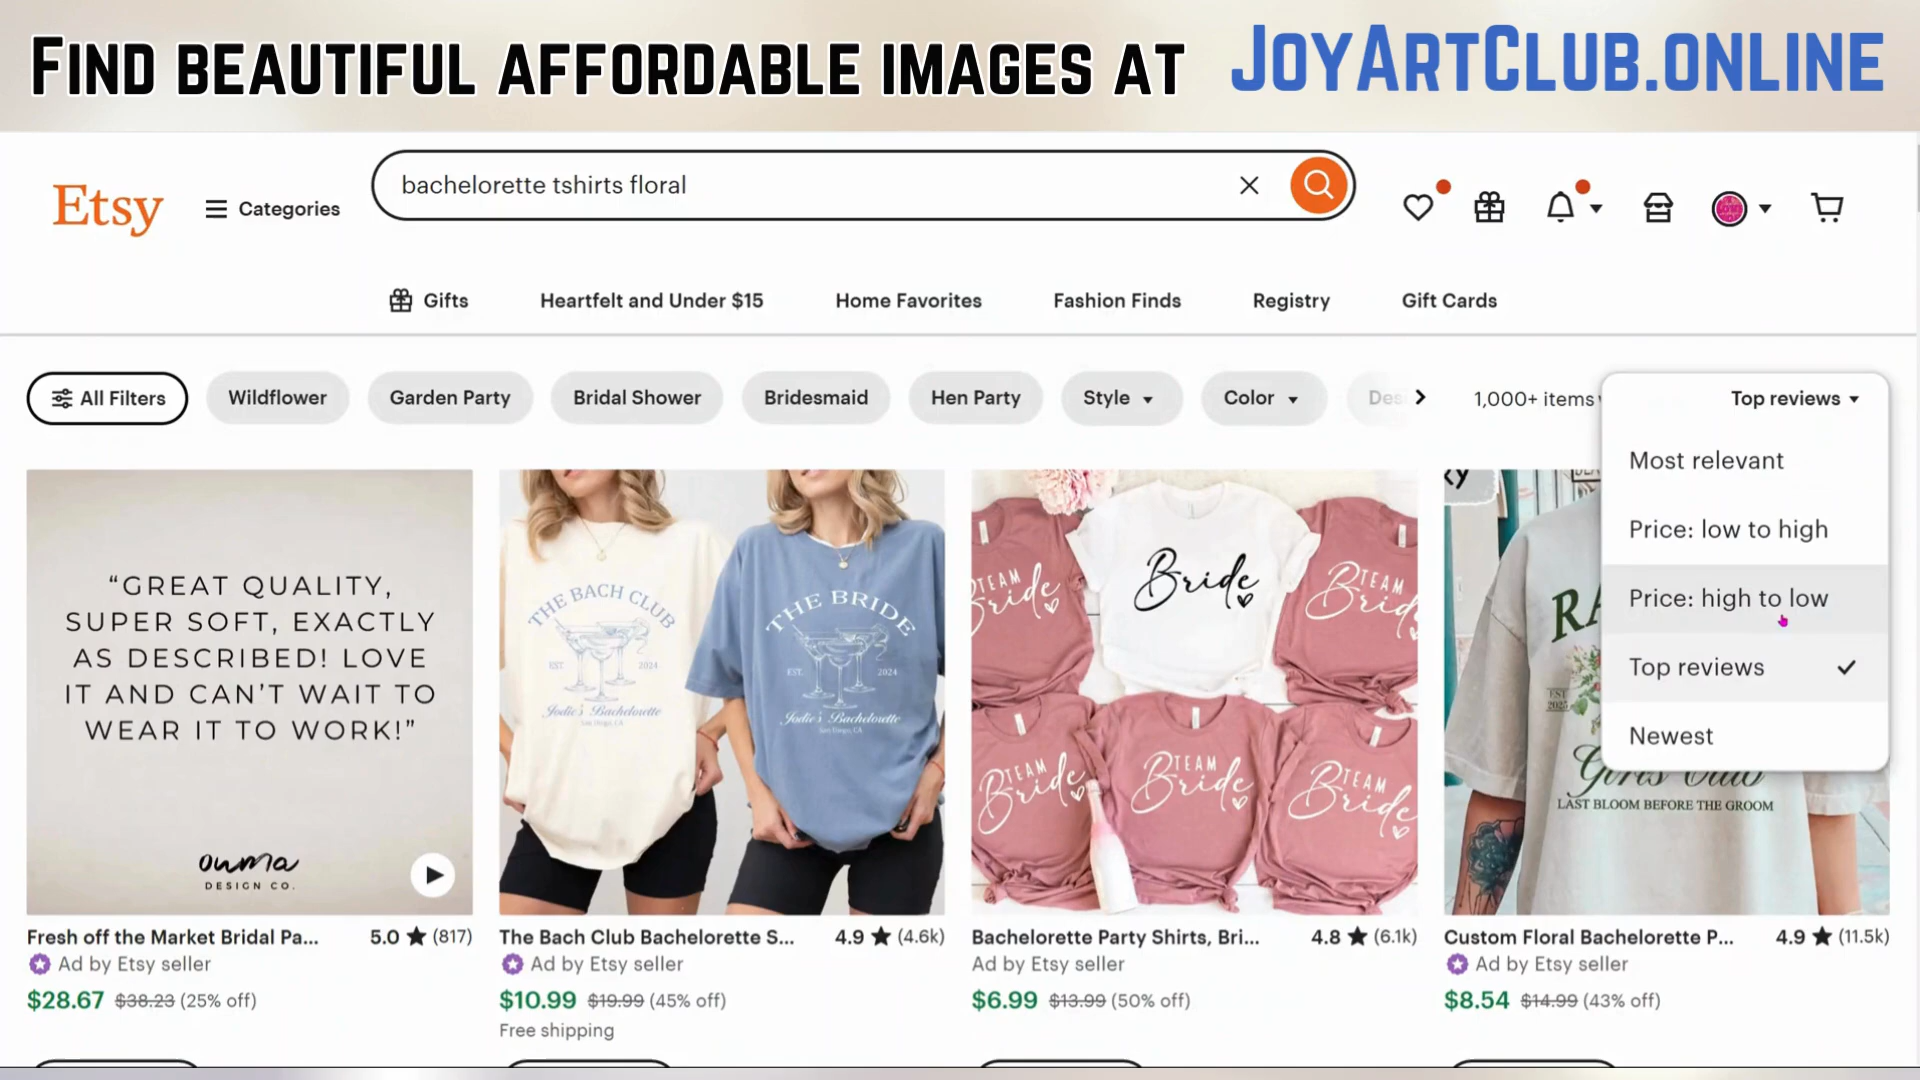 FIND BEAUTIFUL AFFORDABLE IMAGES AT JOYARTCLUB.ONLINE
Etsy
Categories
bachelorette tshirts floral
Gifts
Heartfelt and Under $15
Home Favorites
Fashion Finds
Registry
Gift Cards
All Filters
Wildflower
Garden Party
Bridal Shower
Bridesmaid
Hen Party
Style
Color
1,000+ items
Top reviews
Most relevant
Price: low to high
Price: high to low
Top reviews
Newest
“GREAT QUALITY,
SUPER SOFT, EXACTLY
AS DESCRIBED! LOVE
IT AND CAN’T WAIT TO
WEAR IT TO WORK!”
ouma
DESIGN CO.
THE BACH CLUB
EST. 2024
Jodie's Bachelorette
San Diego, CA
THE BRIDE
EST. 2024
Jodie's Bachelorette
San Diego, CA
TEAM
Bride
Bride
TEAM
Bride
TEAM
Bride
TEAM
Bride
TEAM
Bride
EST
2025
Girls Club
LAST BLOOM BEFORE THE GROOM
Fresh off the Market Bridal Pa... 5.0 ★ (817)
Ad by Etsy seller
$28.67 $38.23 (25% off)
The Bach Club Bachelorette S... 4.9 ★ (4.6k)
Ad by Etsy seller
$10.99 $19.99 (45% off)
Free shipping
Bachelorette Party Shirts, Bri... 4.8 ★ (6.1k)
Ad by Etsy seller
$6.99 $13.99 (50% off)
Custom Floral Bachelorette P... 4.9 ★ (11.5k)
Ad by Etsy seller
$8.54 $14.99 (43% off)